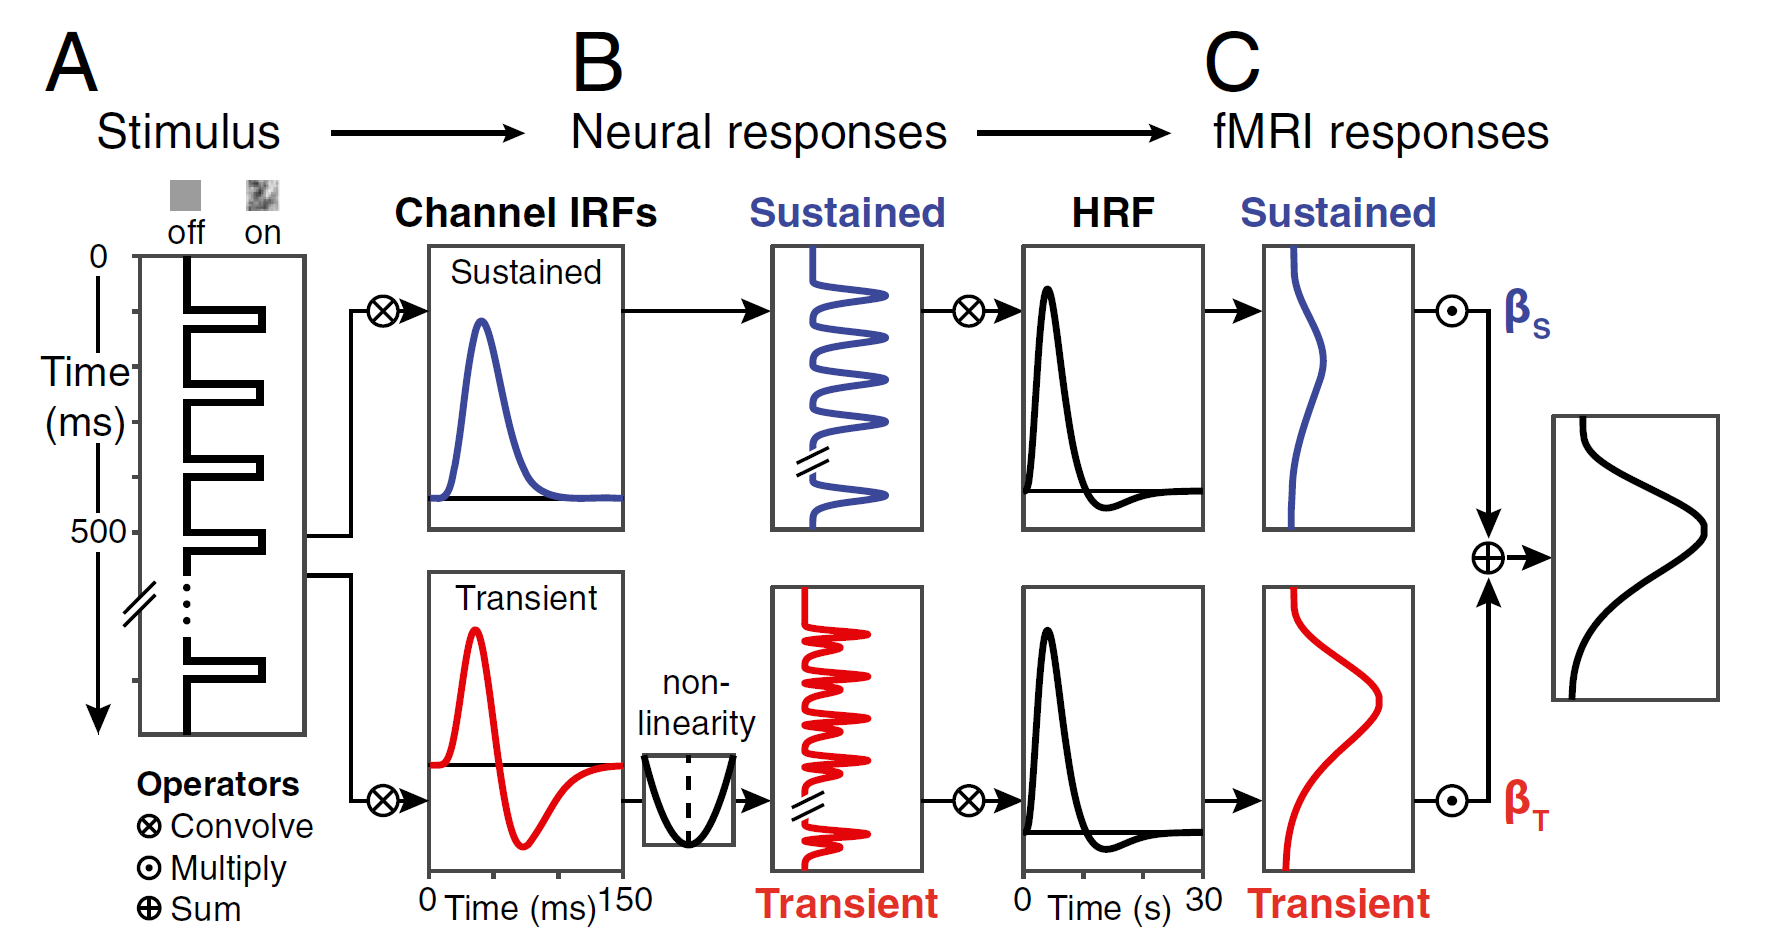 A
B
C
Stimulus
Neural responses
fMRI responses
off
on
Channel IRFs
Sustained
HRF
Sustained
0
Time
(ms)
500
Sustained
βS
Transient
non-
linearity
βT
Operators
Convolve
Multiply
Sum
0 Time (ms) 150
Transient
0 Time (s) 30
Transient